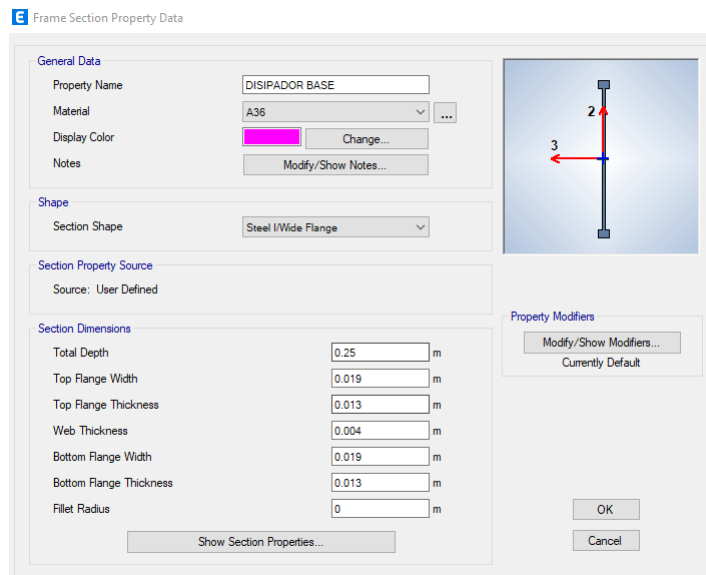 E Frame Section Property Data
General Data
Property Name DISIPADOR BASE
Material A36 ...
Display Color Change...
Notes Modify/Show Notes...
Shape
Section Shape Steel I/Wide Flange
Section Property Source
Source: User Defined
Section Dimensions
Total Depth 0.25 m
Top Flange Width 0.019 m
Top Flange Thickness 0.013 m
Web Thickness 0.004 m
Bottom Flange Width 0.019 m
Bottom Flange Thickness 0.013 m
Fillet Radius 0 m
Show Section Properties...
2
3
Property Modifiers
Modify/Show Modifiers...
Currently Default
OK
Cancel